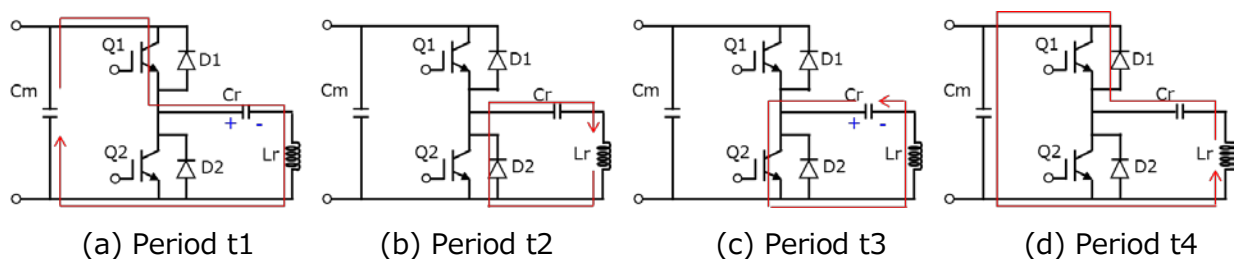 Q1
D1
Cm
Cr
+ -
Q2
D2
Lr
(a) Period t1
Q1
D1
Cm
Cr
Q2
D2
Lr
(b) Period t2
Q1
D1
Cm
Cr
+ -
Q2
D2
Lr
(c) Period t3
Q1
D1
Cm
Cr
Q2
D2
Lr
(d) Period t4